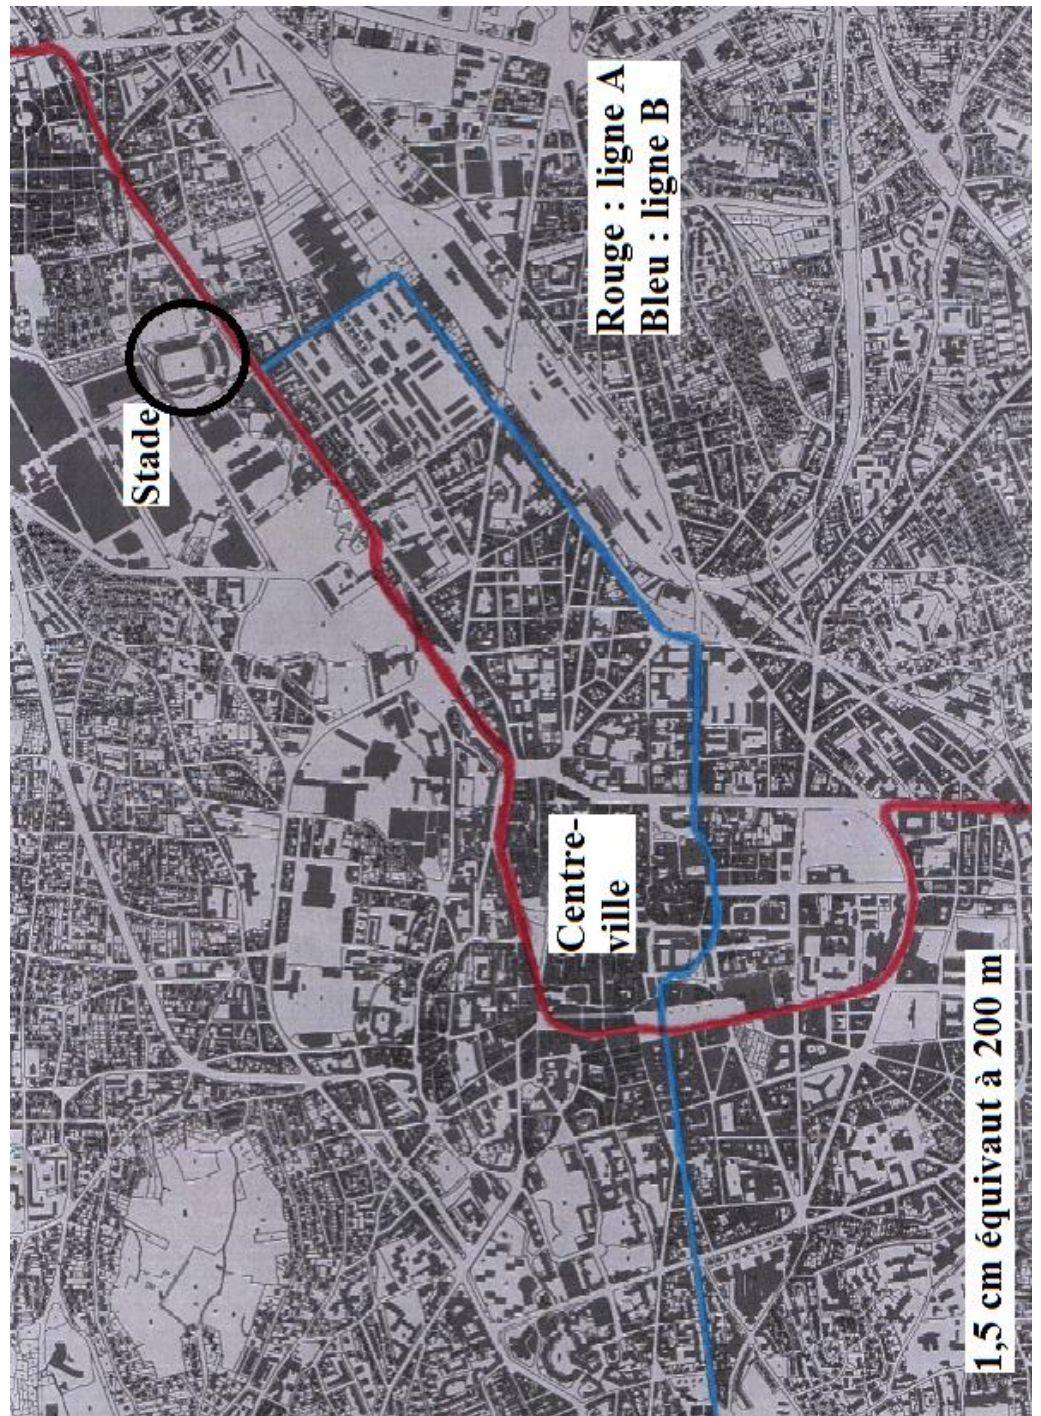 Stade
Rouge : ligne A
Bleu : ligne B
Centre-
ville
1,5 cm équivaut à 200 m